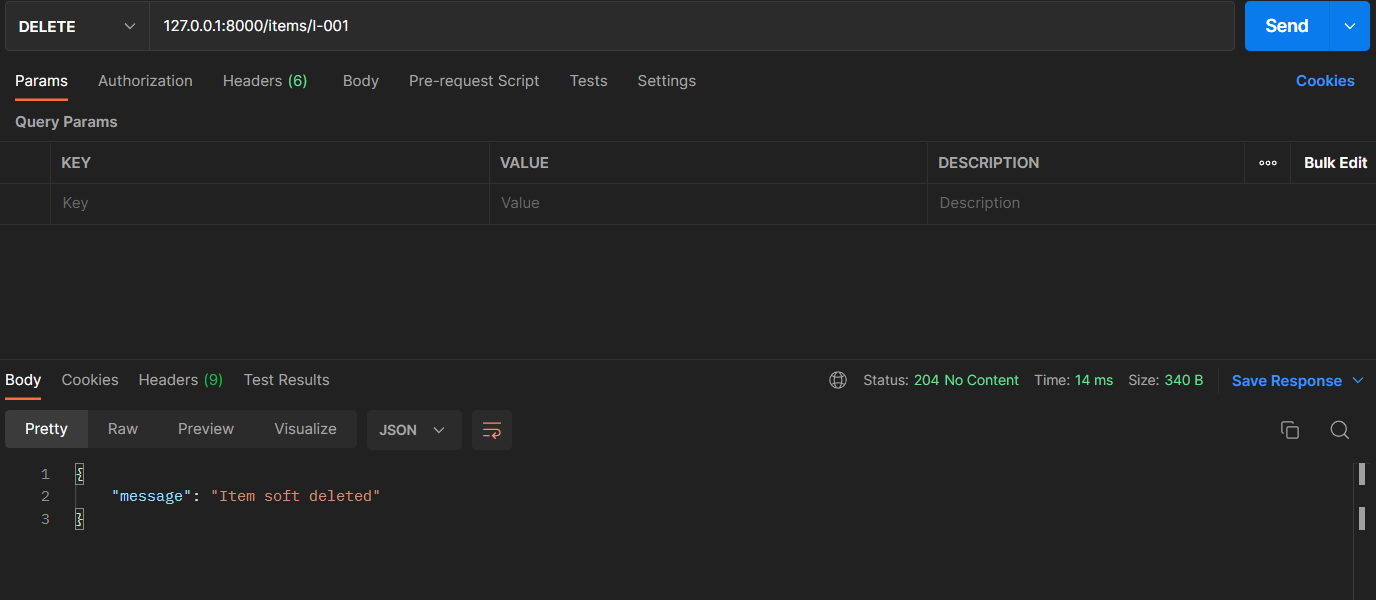 DELETE 127.0.0.1:8000/items/I-001 Send
Params Authorization Headers (6) Body Pre-request Script Tests Settings Cookies
Query Params
KEY VALUE DESCRIPTION ooo Bulk Edit
Key Value Description
Body Cookies Headers (9) Test Results Status: 204 No Content Time: 14 ms Size: 340 B Save Response
Pretty Raw Preview Visualize JSON
1 {
2 "message": "Item soft deleted"
3 }